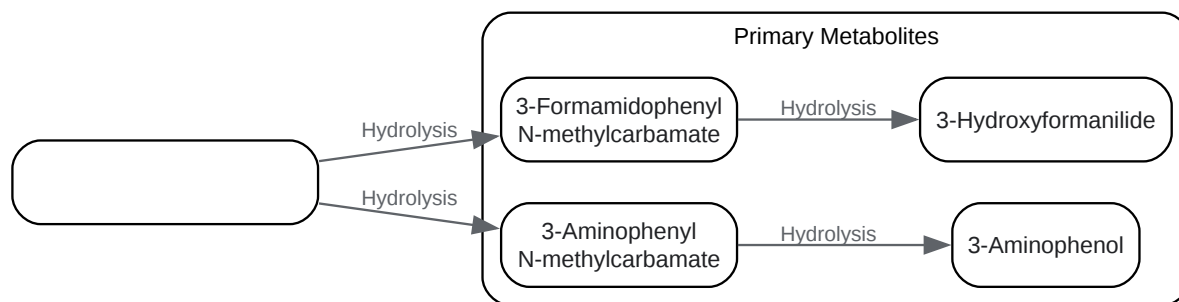 Primary Metabolites
Hydrolysis
3-Formamidophenyl
N-methylcarbamate
Hydrolysis
3-Hydroxyformanilide
Hydrolysis
3-Aminophenyl
N-methylcarbamate
Hydrolysis
3-Aminophenol